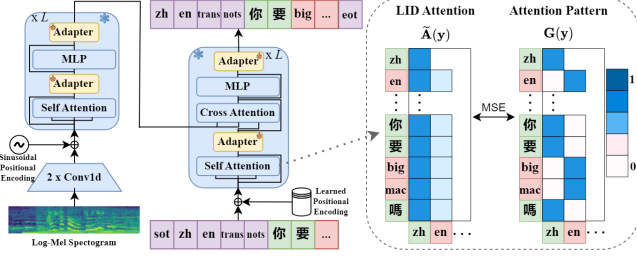 zh en trans nots 你 要 big ... eot
x L
Adapter
MLP
Adapter
Self Attention
Sinusoidal
Positional
Encoding
2 x Conv1d
Log-Mel Spectogram
x L
Adapter
MLP
Cross Attention
Adapter
Self Attention
Learned
Positional
Encoding
sot zh en trans nots 你 要 ...
LID Attention
Ã(y)
zh
en
⋮ ⋮
你
要
big
mac
嗎
zh en ...
MSE
Attention Pattern
G(y)
zh
en
⋮ ⋮
你
要
big
mac
嗎
zh en ...
1
0